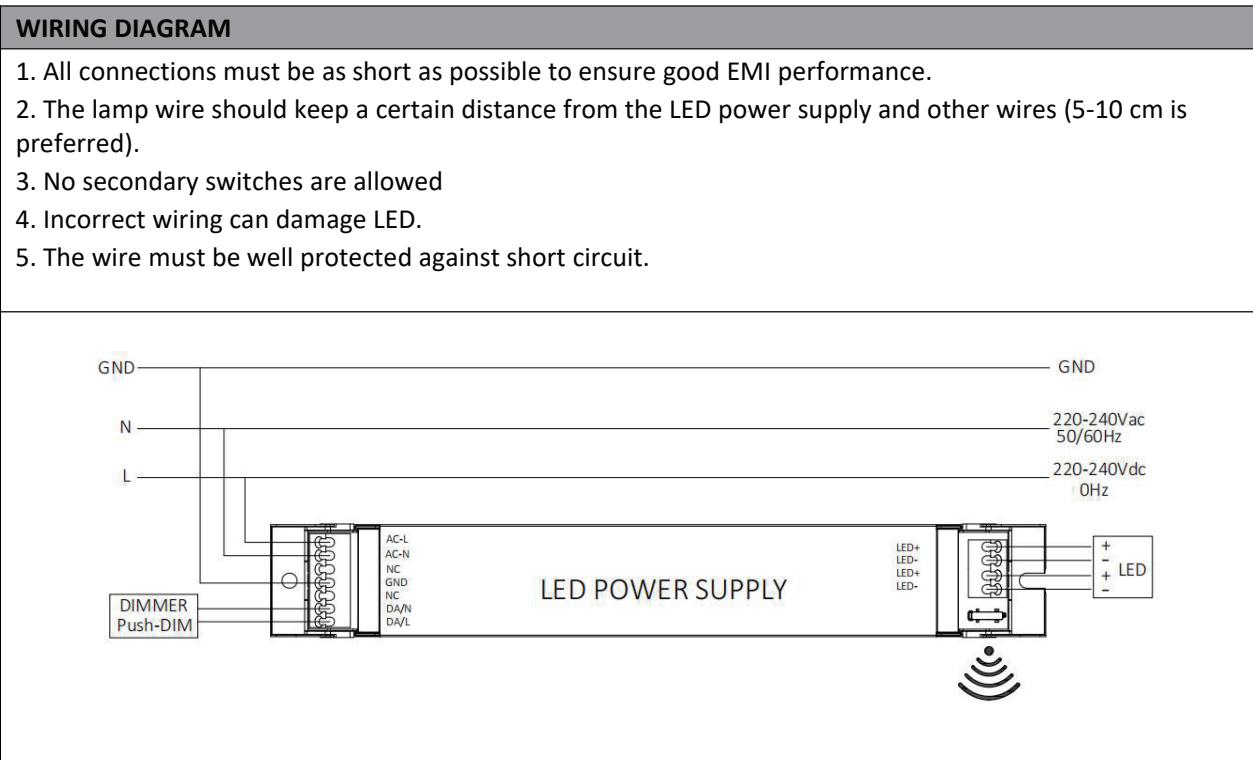 WIRING DIAGRAM
1. All connections must be as short as possible to ensure good EMI performance.
2. The lamp wire should keep a certain distance from the LED power supply and other wires (5-10 cm is
preferred).
3. No secondary switches are allowed
4. Incorrect wiring can damage LED.
5. The wire must be well protected against short circuit.
GND
GND
N
220-240Vac
50/60Hz
L
220-240Vdc
0Hz
AC-L
AC-N
NC
GND
NC
DA/N
DA/L
DIMMER
Push-DIM
LED POWER SUPPLY
LED+
LED-
LED+
LED-
+
-
+
-
LED